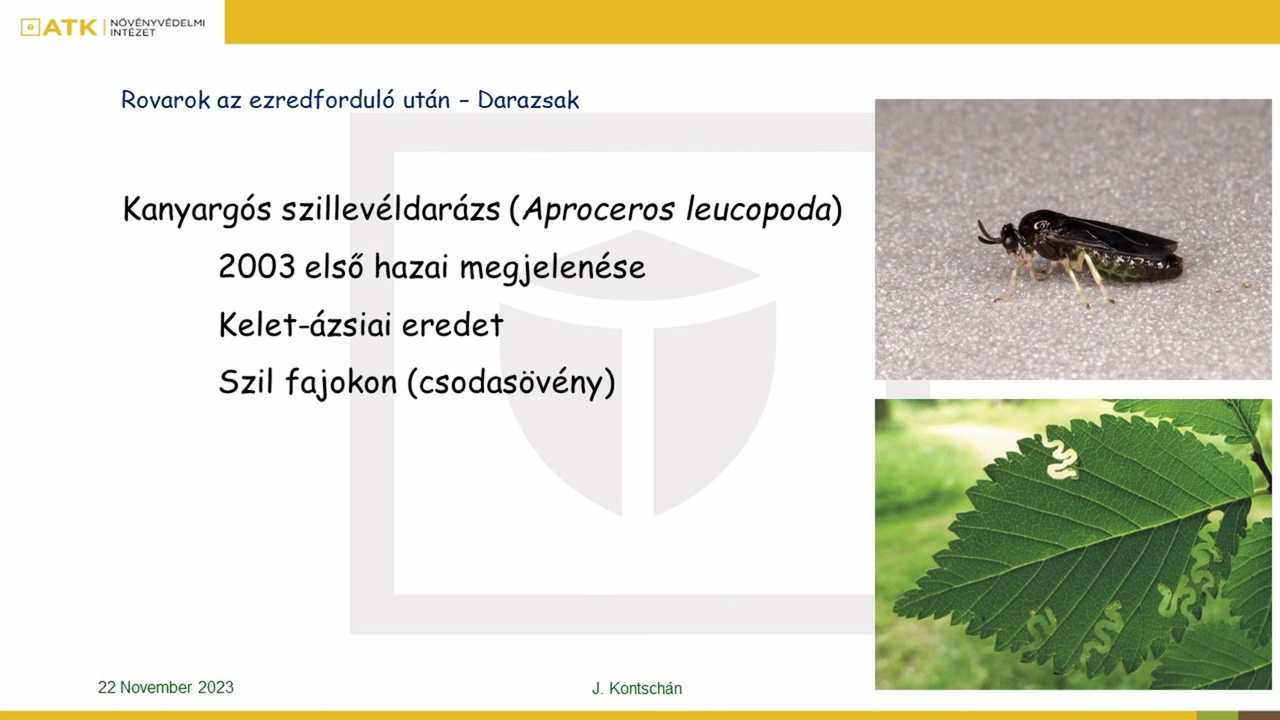 ATK NÖVÉNYVÉDELMI
INTÉZET
Rovarok az ezredforduló után – Darazsak
Kanyargós szillevéldarázs (Aproceros leucopoda)
2003 első hazai megjelenése
Kelet-ázsiai eredet
Szil fajokon (csodasövény)
22 November 2023
J. Kontschán